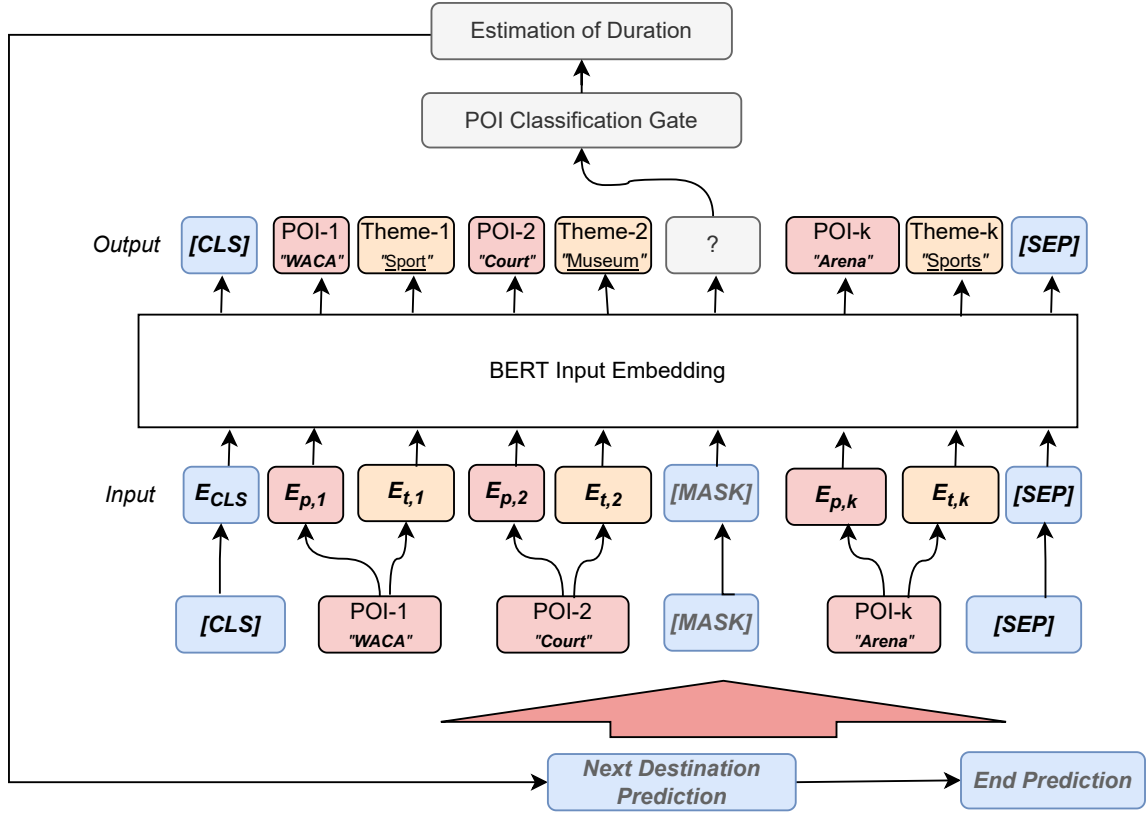 Estimation of Duration
POI Classification Gate
Output
[CLS]
POI-1
"WACA"
Theme-1
"Sport"
POI-2
"Court"
Theme-2
"Museum"
?
POI-k
"Arena"
Theme-k
"Sports"
[SEP]
BERT Input Embedding
Input
E_CLS
E_p,1
E_t,1
E_p,2
E_t,2
[MASK]
E_p,k
E_t,k
[SEP]
[CLS]
POI-1
"WACA"
POI-2
"Court"
[MASK]
POI-k
"Arena"
[SEP]
Next Destination
Prediction
End Prediction